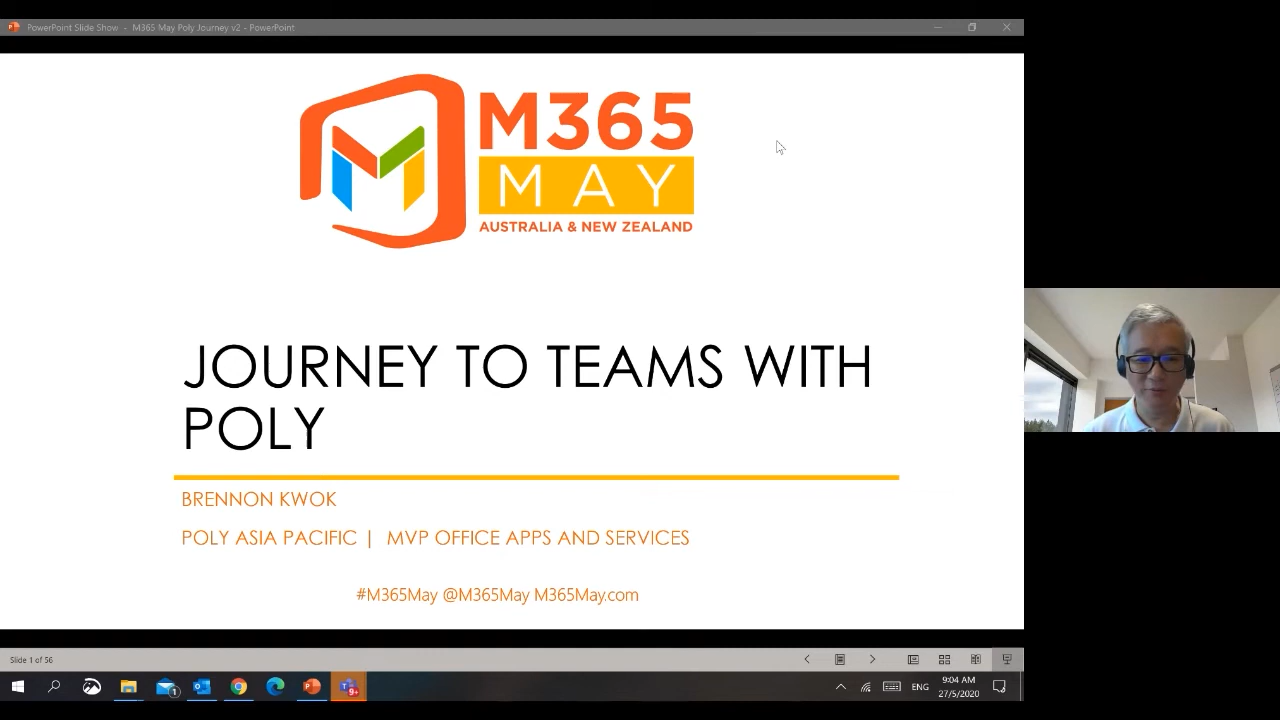 PowerPoint Slide Show - M365 May Poly Journey v2 - PowerPoint
M365
MAY
AUSTRALIA & NEW ZEALAND
JOURNEY TO TEAMS WITH
POLY
BRENNON KWOK
POLY ASIA PACIFIC | MVP OFFICE APPS AND SERVICES
#M365May @M365May M365May.com
Slide 1 of 56
1
9+
ENG
9:04 AM
27/5/2020